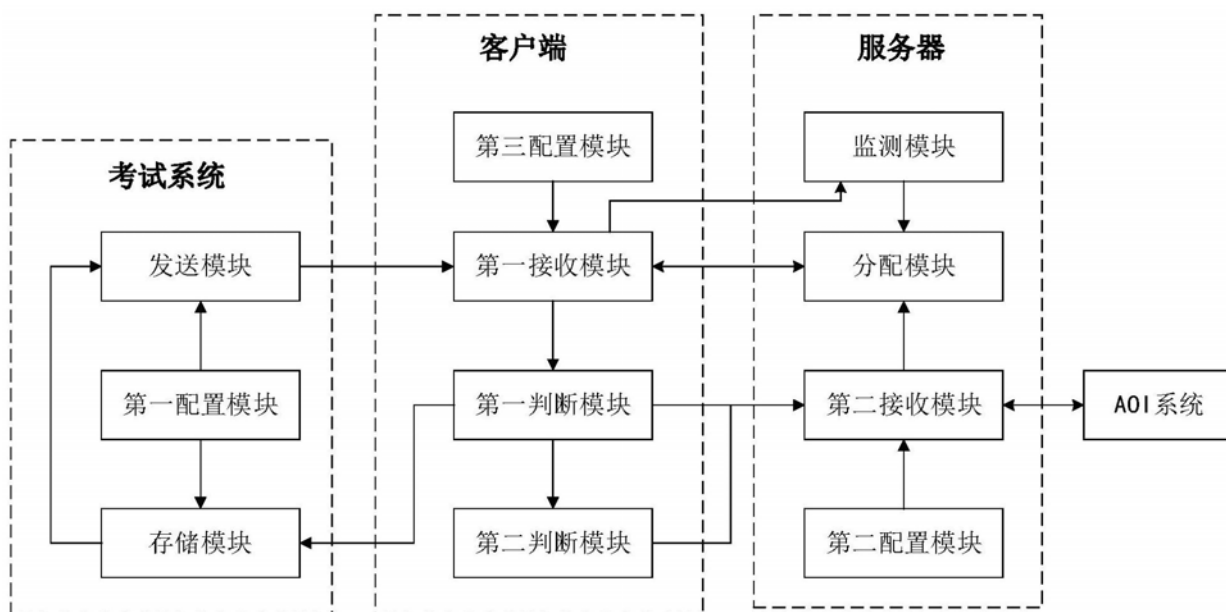 客户端
服务器
考试系统
第三配置模块
监测模块
发送模块
第一接收模块
分配模块
第一配置模块
第一判断模块
第二接收模块
AOI系统
存储模块
第二判断模块
第二配置模块